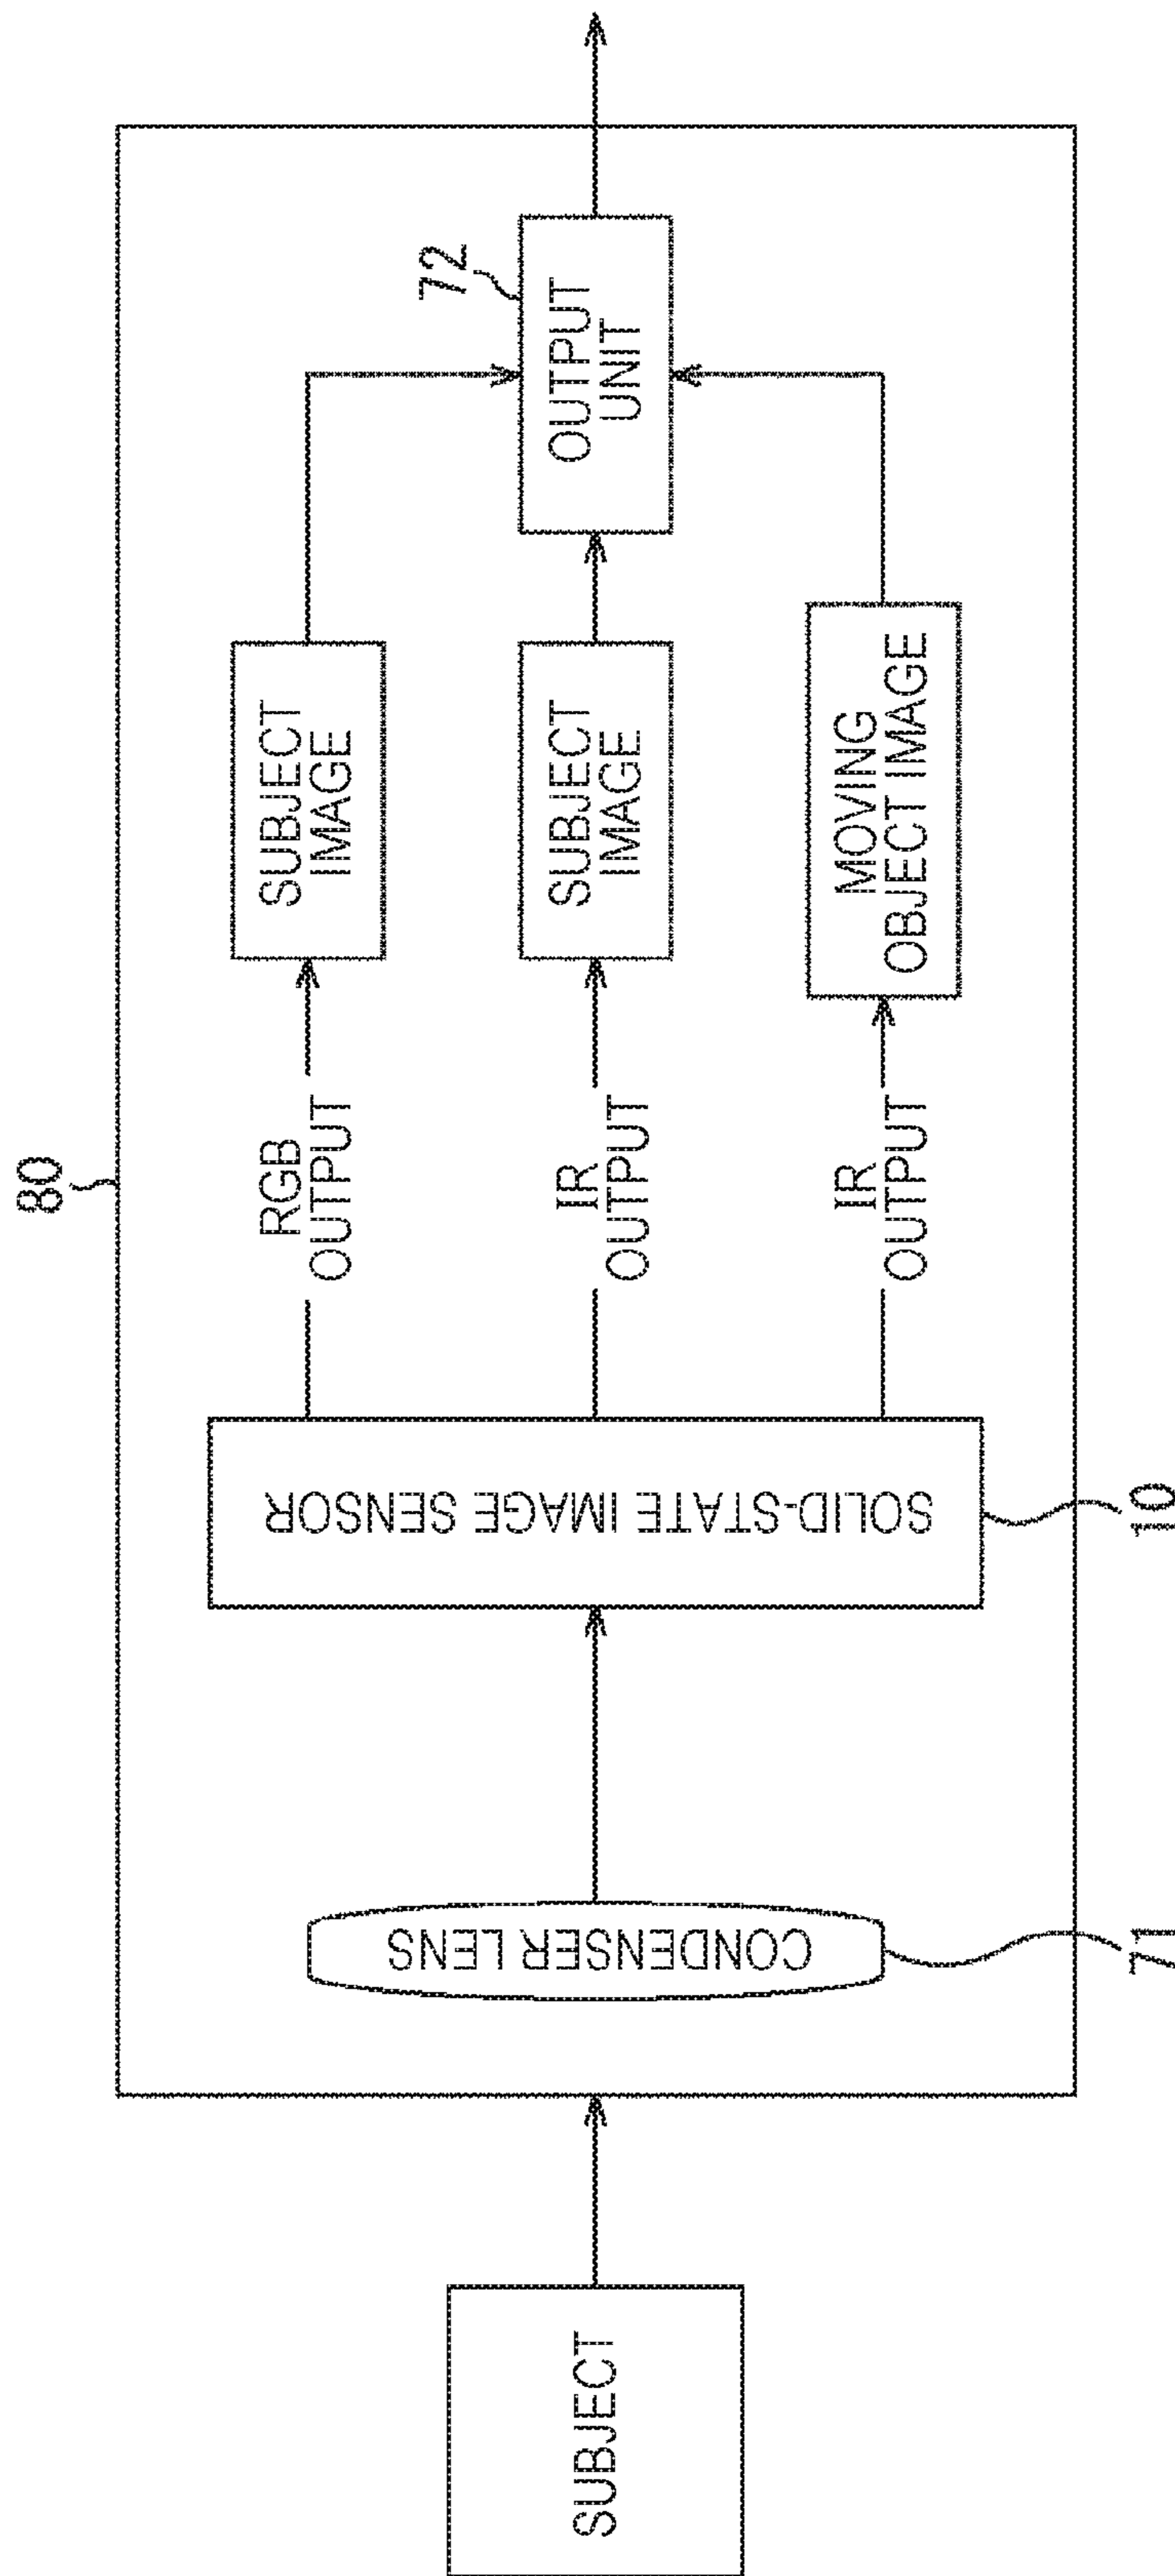 80
SUBJECT
CONDENSER LENS
71
SOLID-STATE IMAGE SENSOR
10
RGB
OUTPUT
IR
OUTPUT
IR
OUTPUT
SUBJECT
IMAGE
SUBJECT
IMAGE
MOVING
OBJECT IMAGE
72
OUTPUT
UNIT